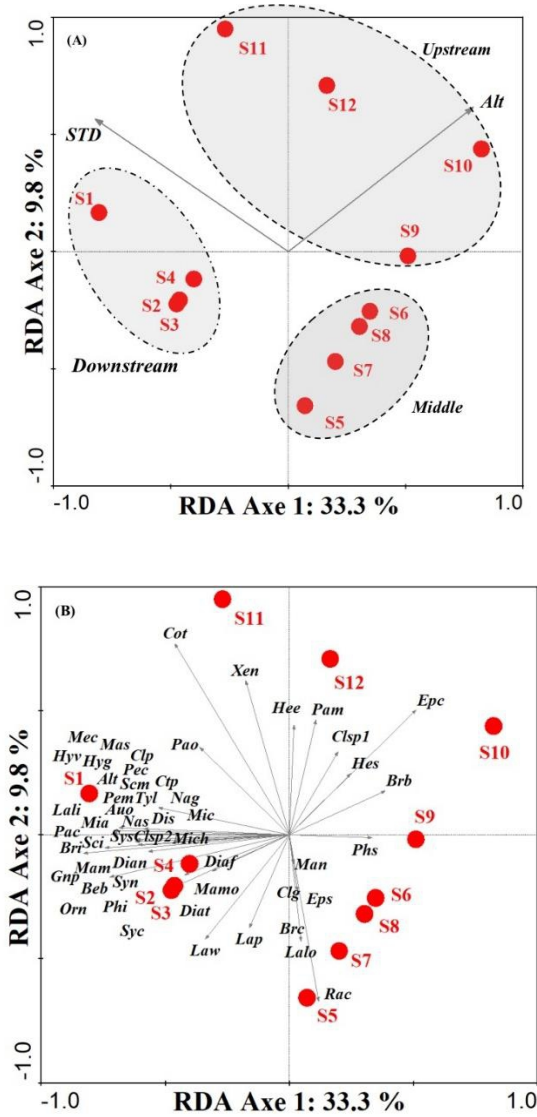 1.0
(A)
S11
Upstream
S12
Alt
STD
S10
S1
S9
S4
S2
S3
S6
S8
S7
Downstream
S5
Middle
RDA Axe 2: 9.8 %
-1.0
-1.0
1.0
RDA Axe 1: 33.3 %
1.0
(B)
S11
Cot
Xen
S12
Hee
Pam
Epc
Clsp1
S10
Mec
Mas
Pao
Hyv
Hyg
Clp
Pec
Hes
S1
Alt
Scm
Ctp
Brb
Pem
Tyl
Nag
Lali
Auo
Mic
Mia
Nas
Dis
S9
Pac
Sci
Sys
Clsp2
Mich
Phs
Bri
S4
Mam
Dian
Diaf
Man
Gnp
Beb
Syn
S2
Mamo
Clg
Eps
S6
Orn
Phi
S3
Diat
S8
Syc
Law
Lap
Brc
Lalo
S7
Rac
S5
RDA Axe 2: 9.8 %
-1.0
-1.0
1.0
RDA Axe 1: 33.3 %